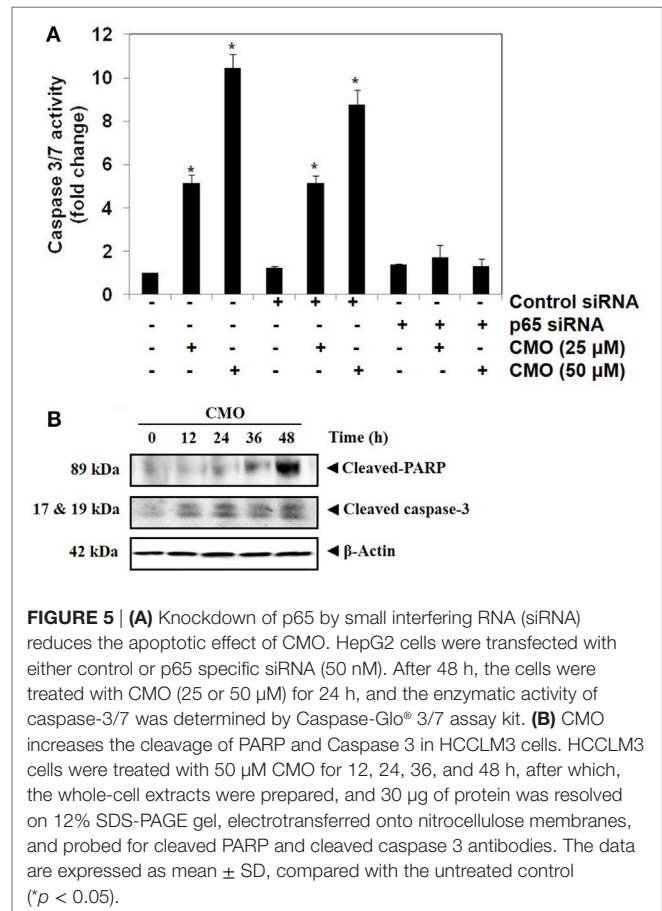 A
12
10
8
6
4
2
0
Caspase 3/7 activity
(fold change)
*
*
*
*
- - - + + + - - - Control siRNA
- - - - - - + + + p65 siRNA
- + - - + - - + - CMO (25 µM)
- - + - - + - - + CMO (50 µM)
B
CMO
0 12 24 36 48 Time (h)
89 kDa ◄ Cleaved-PARP
17 & 19 kDa ◄ Cleaved caspase-3
42 kDa ◄ β-Actin
FIGURE 5 | (A) Knockdown of p65 by small interfering RNA (siRNA)
reduces the apoptotic effect of CMO. HepG2 cells were transfected with
either control or p65 specific siRNA (50 nM). After 48 h, the cells were
treated with CMO (25 or 50 µM) for 24 h, and the enzymatic activity of
caspase-3/7 was determined by Caspase-Glo® 3/7 assay kit. (B) CMO
increases the cleavage of PARP and Caspase 3 in HCCLM3 cells. HCCLM3
cells were treated with 50 µM CMO for 12, 24, 36, and 48 h, after which,
the whole-cell extracts were prepared, and 30 µg of protein was resolved
on 12% SDS-PAGE gel, electrotransferred onto nitrocellulose membranes,
and probed for cleaved PARP and cleaved caspase 3 antibodies. The data
are expressed as mean ± SD, compared with the untreated control
(*p < 0.05).